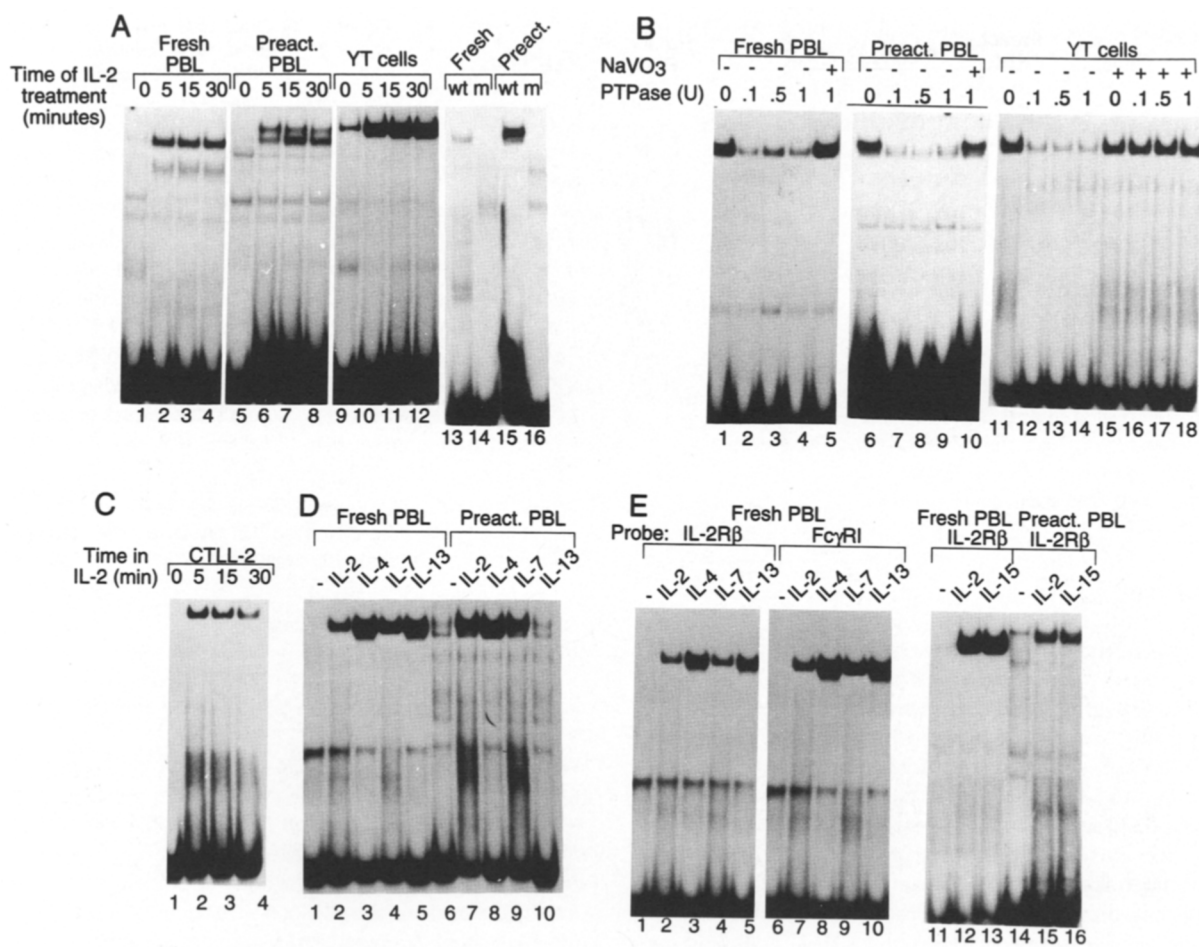 A
Fresh PBL
Preact. PBL
YT cells
Fresh
Preact.
Time of IL-2 treatment (minutes)
0 5 15 30 0 5 15 30 0 5 15 30 wt m wt m
1 2 3 4 5 6 7 8 9 10 11 12 13 14 15 16
B
Fresh PBL
Preact. PBL
YT cells
NaVO3 - - - - + - - - - + - - - - + + + +
PTPase (U) 0 .1 .5 1 1 0 .1 .5 1 1 0 .1 .5 1 0 .1 .5 1
1 2 3 4 5 6 7 8 9 10 11 12 13 14 15 16 17 18
C
CTLL-2
Time in IL-2 (min) 0 5 15 30
1 2 3 4
D
Fresh PBL Preact. PBL
- IL-2 IL-4 IL-7 IL-13 - IL-2 IL-4 IL-7 IL-13
1 2 3 4 5 6 7 8 9 10
E
Fresh PBL
Probe: IL-2Rβ FcγRI
- IL-2 IL-4 IL-7 IL-13 - IL-2 IL-4 IL-7 IL-13
1 2 3 4 5 6 7 8 9 10
Fresh PBL Preact. PBL
IL-2Rβ IL-2Rβ
- IL-2 IL-15 - IL-2 IL-15
11 12 13 14 15 16